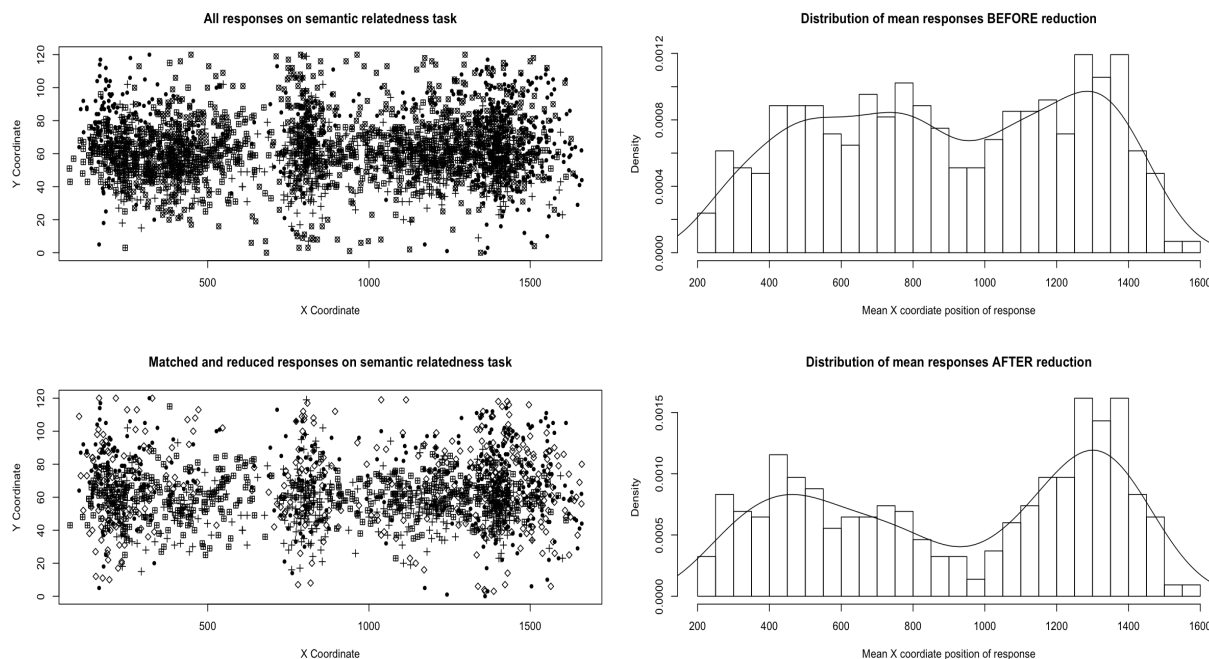 All responses on semantic relatedness task
Y Coordinate
0 20 40 60 80 100 120
500 1000 1500
X Coordinate
Distribution of mean responses BEFORE reduction
Density
0.0000 0.0004 0.0008 0.0012
200 400 600 800 1000 1200 1400 1600
Mean X coordiate position of response
Matched and reduced responses on semantic relatedness task
Y Coordinate
0 20 40 60 80 100 120
500 1000 1500
X Coordinate
Distribution of mean responses AFTER reduction
Density
0.0000 0.0005 0.0010 0.0015
200 400 600 800 1000 1200 1400 1600
Mean X coordiate position of response